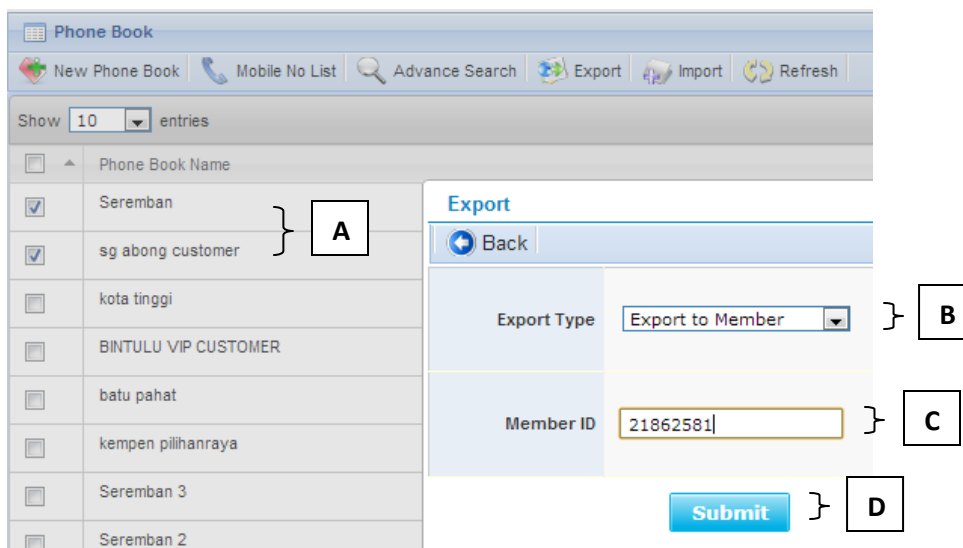 Phone Book
New Phone Book Mobile No List Advance Search Export Import Refresh
Show 10 entries
Phone Book Name
Seremban
sg abong customer
A
kota tinggi
BINTULU VIP CUSTOMER
batu pahat
kempen pilihanraya
Seremban 3
Seremban 2
Export
Back
Export Type Export to Member
B
Member ID 21862581
C
Submit
D